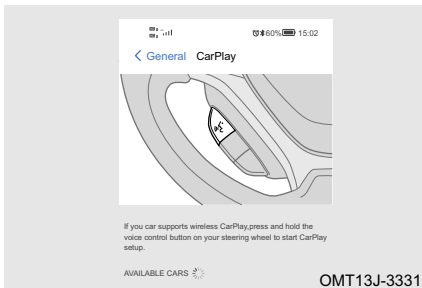 60% 15:02
General CarPlay
If you car supports wireless CarPlay,press and hold the
voice control button on your steering wheel to start CarPlay
setup.
AVAILABLE CARS
OMT13J-3331